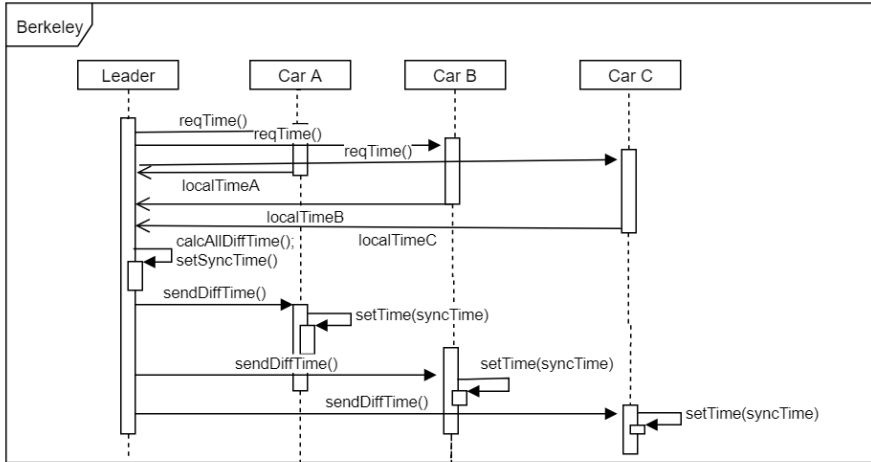 Berkeley
Leader
Car A
Car B
Car C
reqTime()
reqTime()
reqTime()
localTimeA
localTimeB
localTimeC
calcAllDiffTime();
setSyncTime()
sendDiffTime()
setTime(syncTime)
sendDiffTime()
setTime(syncTime)
sendDiffTime()
setTime(syncTime)